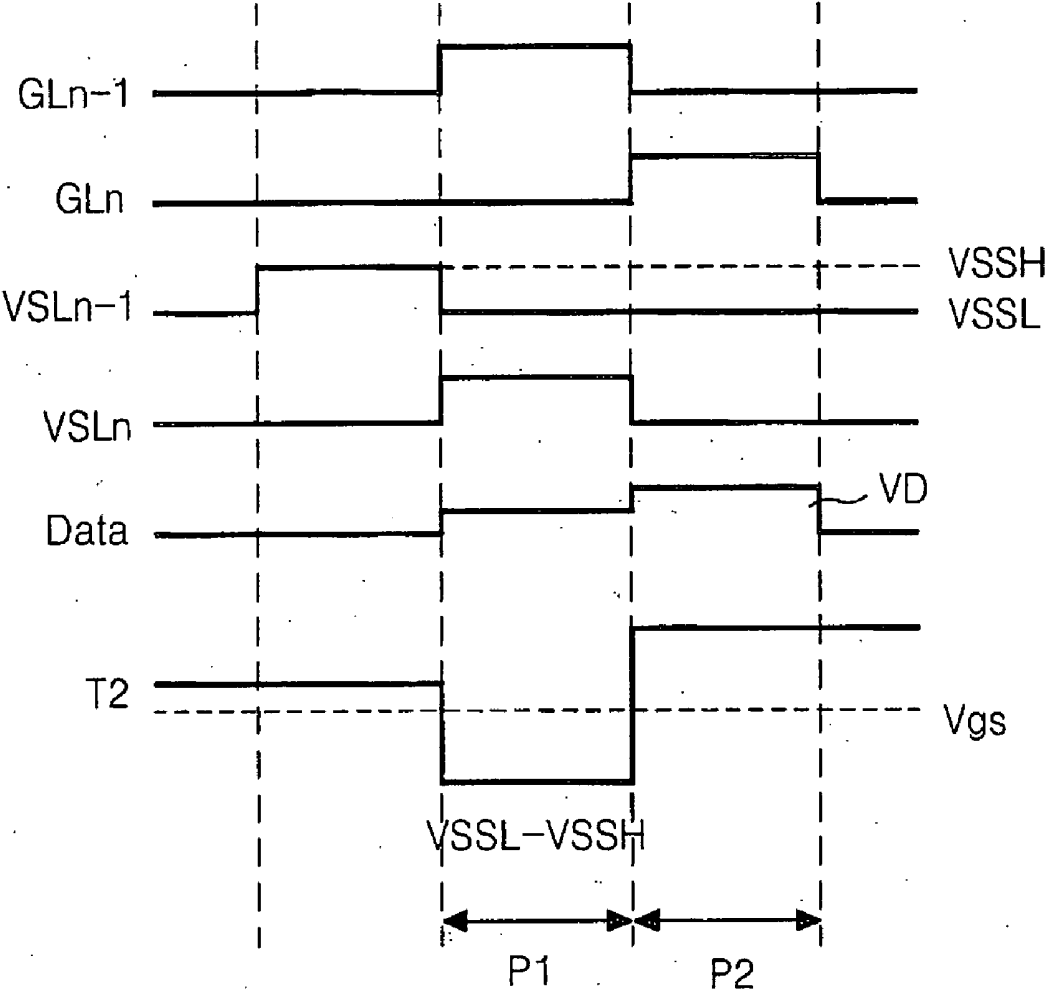 GLn-1
GLn
VSLn-1
VSSH
VSSL
VSLn
Data
VD
T2
Vgs
VSSL-VSSH
P1
P2